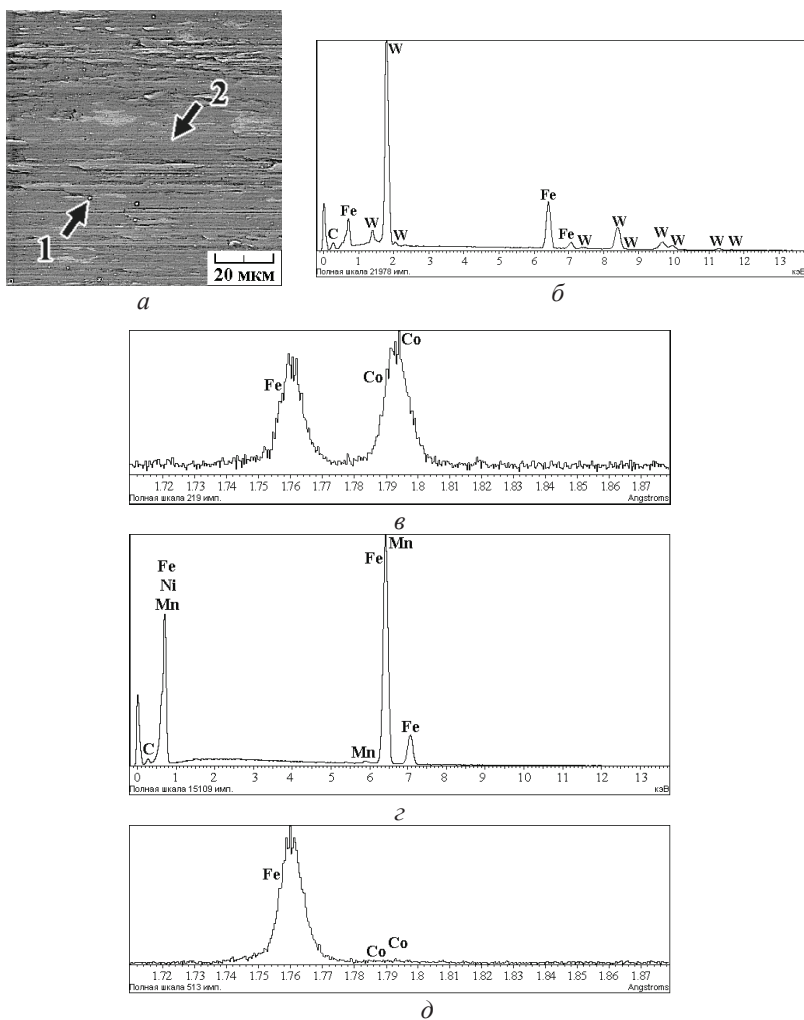 2
1
20 мкм
а
W
Fe
Fe
W
W
C
W
Fe
W
W
W
W
W
W
W
0 1 2 3 4 5 6 7 8 9 10 11 12 13
Полная шкала 21978 имп.
кэВ
б
Co
Fe
Co
1.72 1.73 1.74 1.75 1.76 1.77 1.78 1.79 1.8 1.81 1.82 1.83 1.84 1.85 1.86 1.87
Полная шкала 219 имп.
Angstroms
в
Fe
Ni
Mn
Fe
Mn
C
Mn
Fe
0 1 2 3 4 5 6 7 8 9 10 11 12 13
Полная шкала 15109 имп.
кэВ
г
Fe
Co
Co
1.72 1.73 1.74 1.75 1.76 1.77 1.78 1.79 1.8 1.81 1.82 1.83 1.84 1.85 1.86 1.87
Полная шкала 513 имп.
Angstroms
д